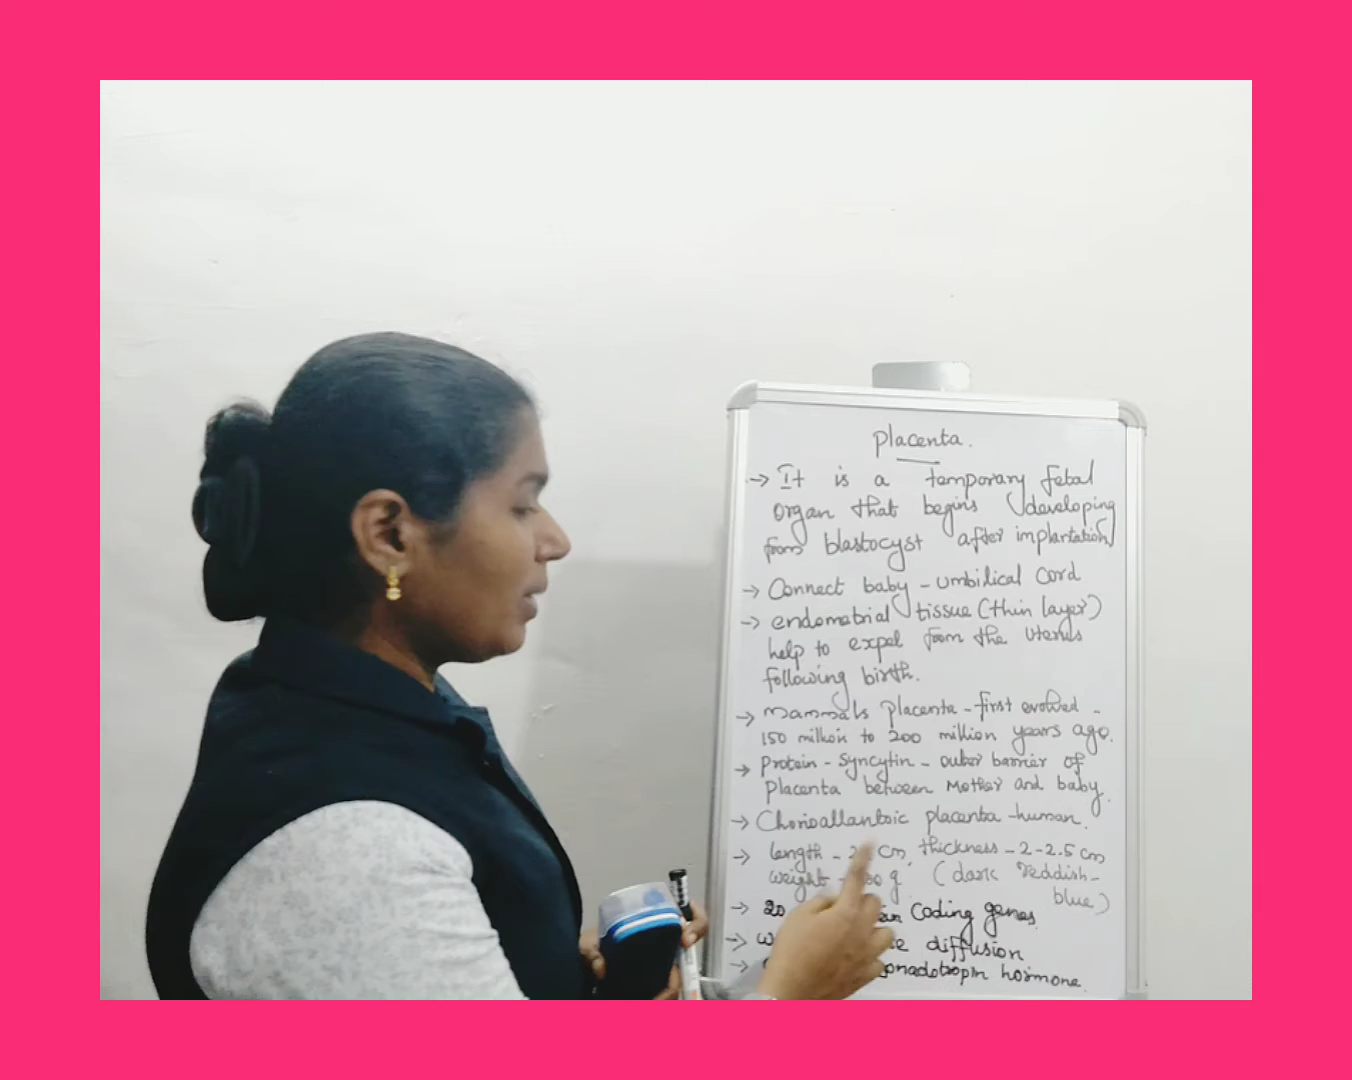 Placenta.
→ It is a temporary fetal
organ that begins developing
from blastocyst after implantation
→ Connect baby - umbilical cord
→ endometrial tissue (thin layer)
help to expel from the uterus
following birth.
→ mammals placenta - first evolved -
150 million to 200 million years ago.
→ Protein - Syncytin - outer barrier of
placenta between Mother and baby.
→ Chorioallantoic placenta - human.
→ length - cm, thickness - 2-2.5 cm
weight - g (dark reddish-
blue)
→ 20 Coding genes
→ diffusion
→ hormone.